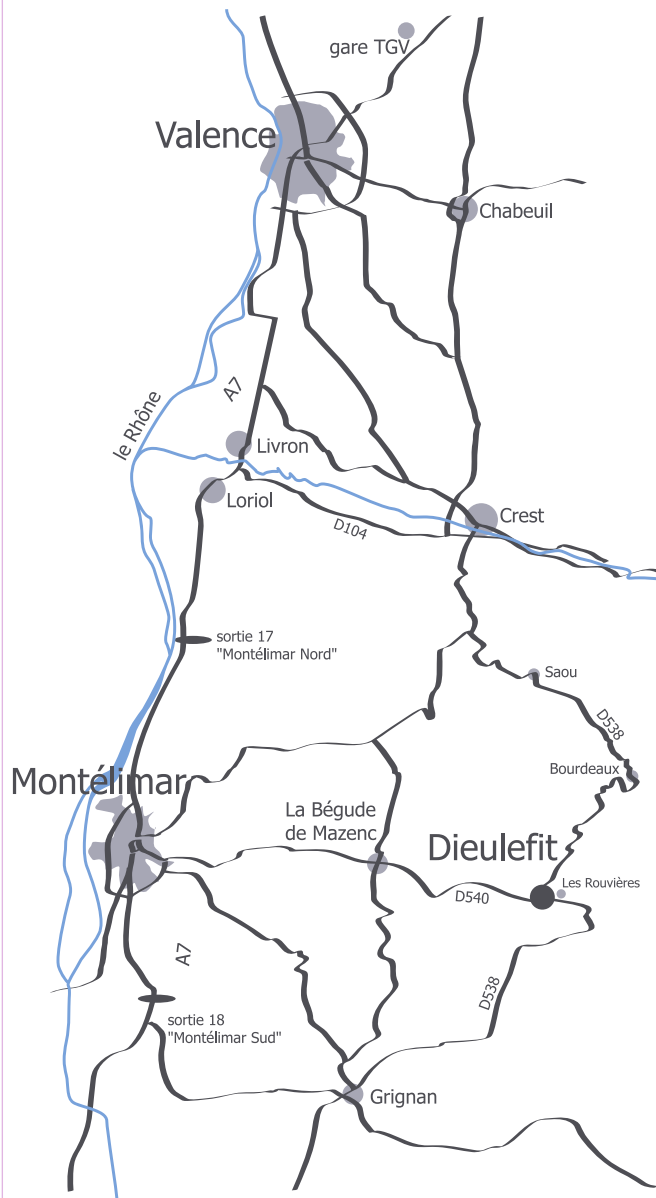 gare TGV
Valence
Chabeuil
A7
le Rhône
Livron
Loriol
Crest
D104
sortie 17
"Montélimar Nord"
Saou
D538
Bourdeaux
Montélimar
La Bégude
de Mazenc
Dieulefit
Les Rouvières
D540
A7
D538
sortie 18
"Montélimar Sud"
Grignan